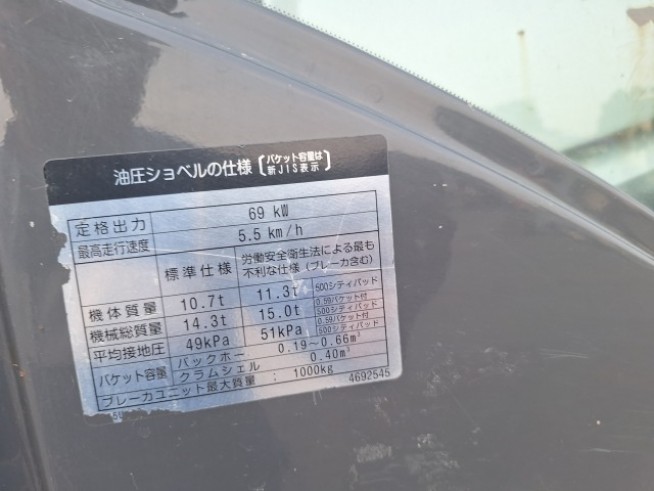 油圧ショベルの仕様〔バケット容量は新JIS表示〕
定格出力 69 kW
最高走行速度 5.5 km/h
標準仕様 労働安全衛生法による最も不利な仕様(ブレーカ含む)
機体質量 10.7t 11.3t 500シティパッド
機械総質量 14.3t 15.0t 0.59バケット付 500シティパッド
平均接地圧 49kPa 51kPa 0.59バケット付 500シティパッド
バケット容量 バックホー 0.19〜0.66m³
クラムシェル 0.40m³
ブレーカユニット最大質量 : 1000kg
4692545